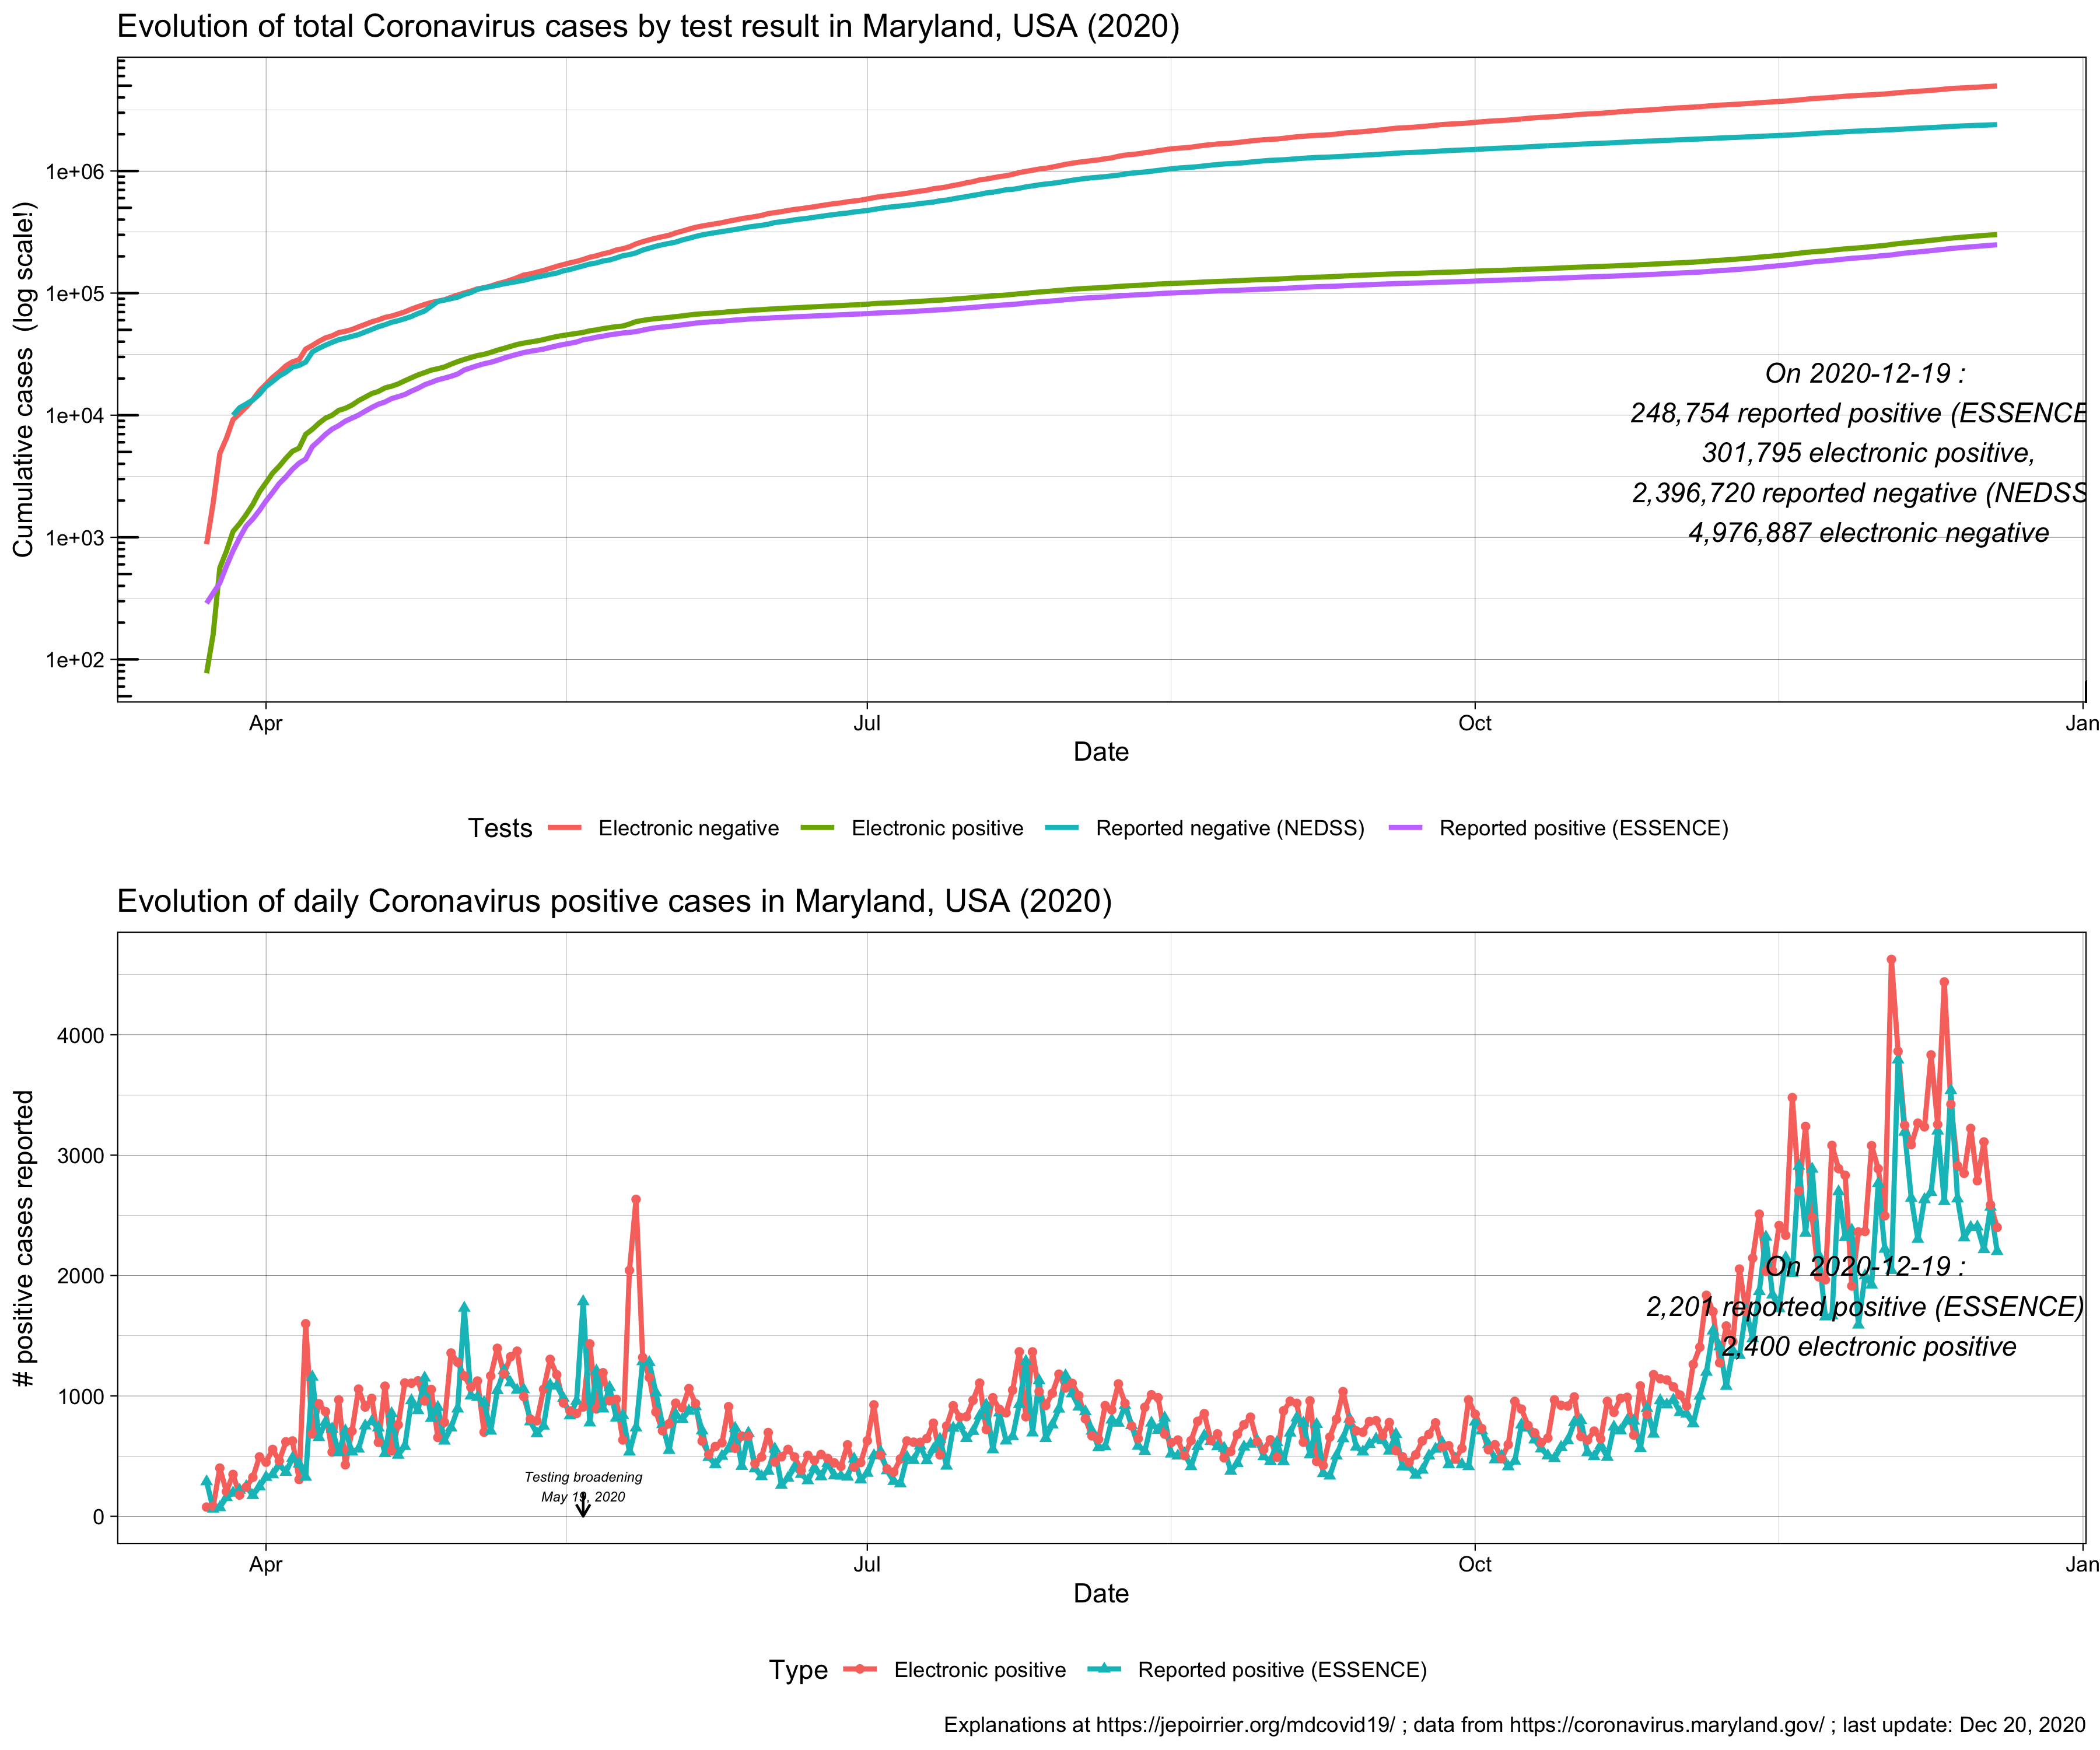 Evolution of total Coronavirus cases by test result in Maryland, USA (2020)
Cumulative cases (log scale!)
1e+06
1e+05
1e+04
1e+03
1e+02
On 2020-12-19 :
248,754 reported positive (ESSENCE
301,795 electronic positive,
2,396,720 reported negative (NEDSS
4,976,887 electronic negative
Apr Jul Oct Jan
Date
Tests Electronic negative Electronic positive Reported negative (NEDSS) Reported positive (ESSENCE)
Evolution of daily Coronavirus positive cases in Maryland, USA (2020)
# positive cases reported
4000
3000
2000
1000
0
On 2020-12-19 :
2,201 reported positive (ESSENCE)
2,400 electronic positive
Testing broadening
May 19, 2020
Apr Jul Oct Jan
Date
Type Electronic positive Reported positive (ESSENCE)
Explanations at https://jepoirrier.org/mdcovid19/ ; data from https://coronavirus.maryland.gov/ ; last update: Dec 20, 2020